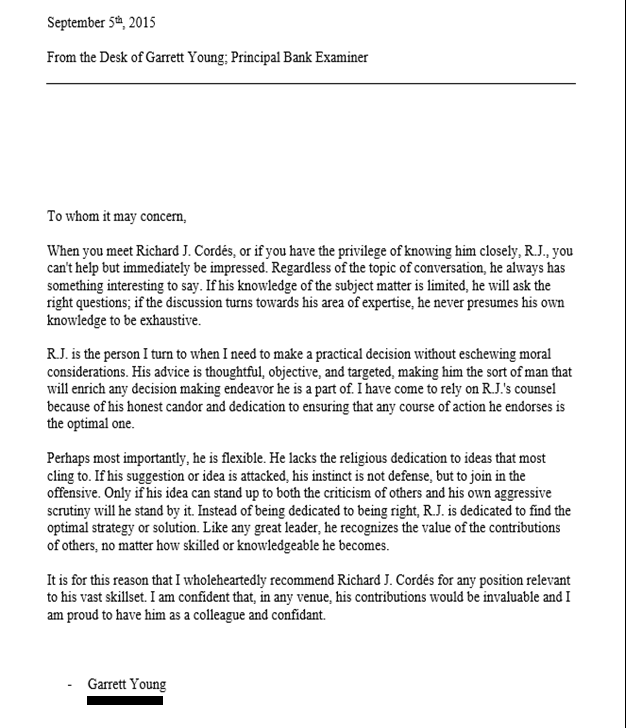 September 5th, 2015
From the Desk of Garrett Young; Principal Bank Examiner
To whom it may concern,
When you meet Richard J. Cordés, or if you have the privilege of knowing him closely, R.J., you
can't help but immediately be impressed. Regardless of the topic of conversation, he always has
something interesting to say. If his knowledge of the subject matter is limited, he will ask the
right questions; if the discussion turns towards his area of expertise, he never presumes his own
knowledge to be exhaustive.
R.J. is the person I turn to when I need to make a practical decision without eschewing moral
considerations. His advice is thoughtful, objective, and targeted, making him the sort of man that
will enrich any decision making endeavor he is a part of. I have come to rely on R.J.'s counsel
because of his honest candor and dedication to ensuring that any course of action he endorses is
the optimal one.
Perhaps most importantly, he is flexible. He lacks the religious dedication to ideas that most
cling to. If his suggestion or idea is attacked, his instinct is not defense, but to join in the
offensive. Only if his idea can stand up to both the criticism of others and his own aggressive
scrutiny will he stand by it. Instead of being dedicated to being right, R.J. is dedicated to find the
optimal strategy or solution. Like any great leader, he recognizes the value of the contributions
of others, no matter how skilled or knowledgeable he becomes.
It is for this reason that I wholeheartedly recommend Richard J. Cordés for any position relevant
to his vast skillset. I am confident that, in any venue, his contributions would be invaluable and I
am proud to have him as a colleague and confidant.
- Garrett Young